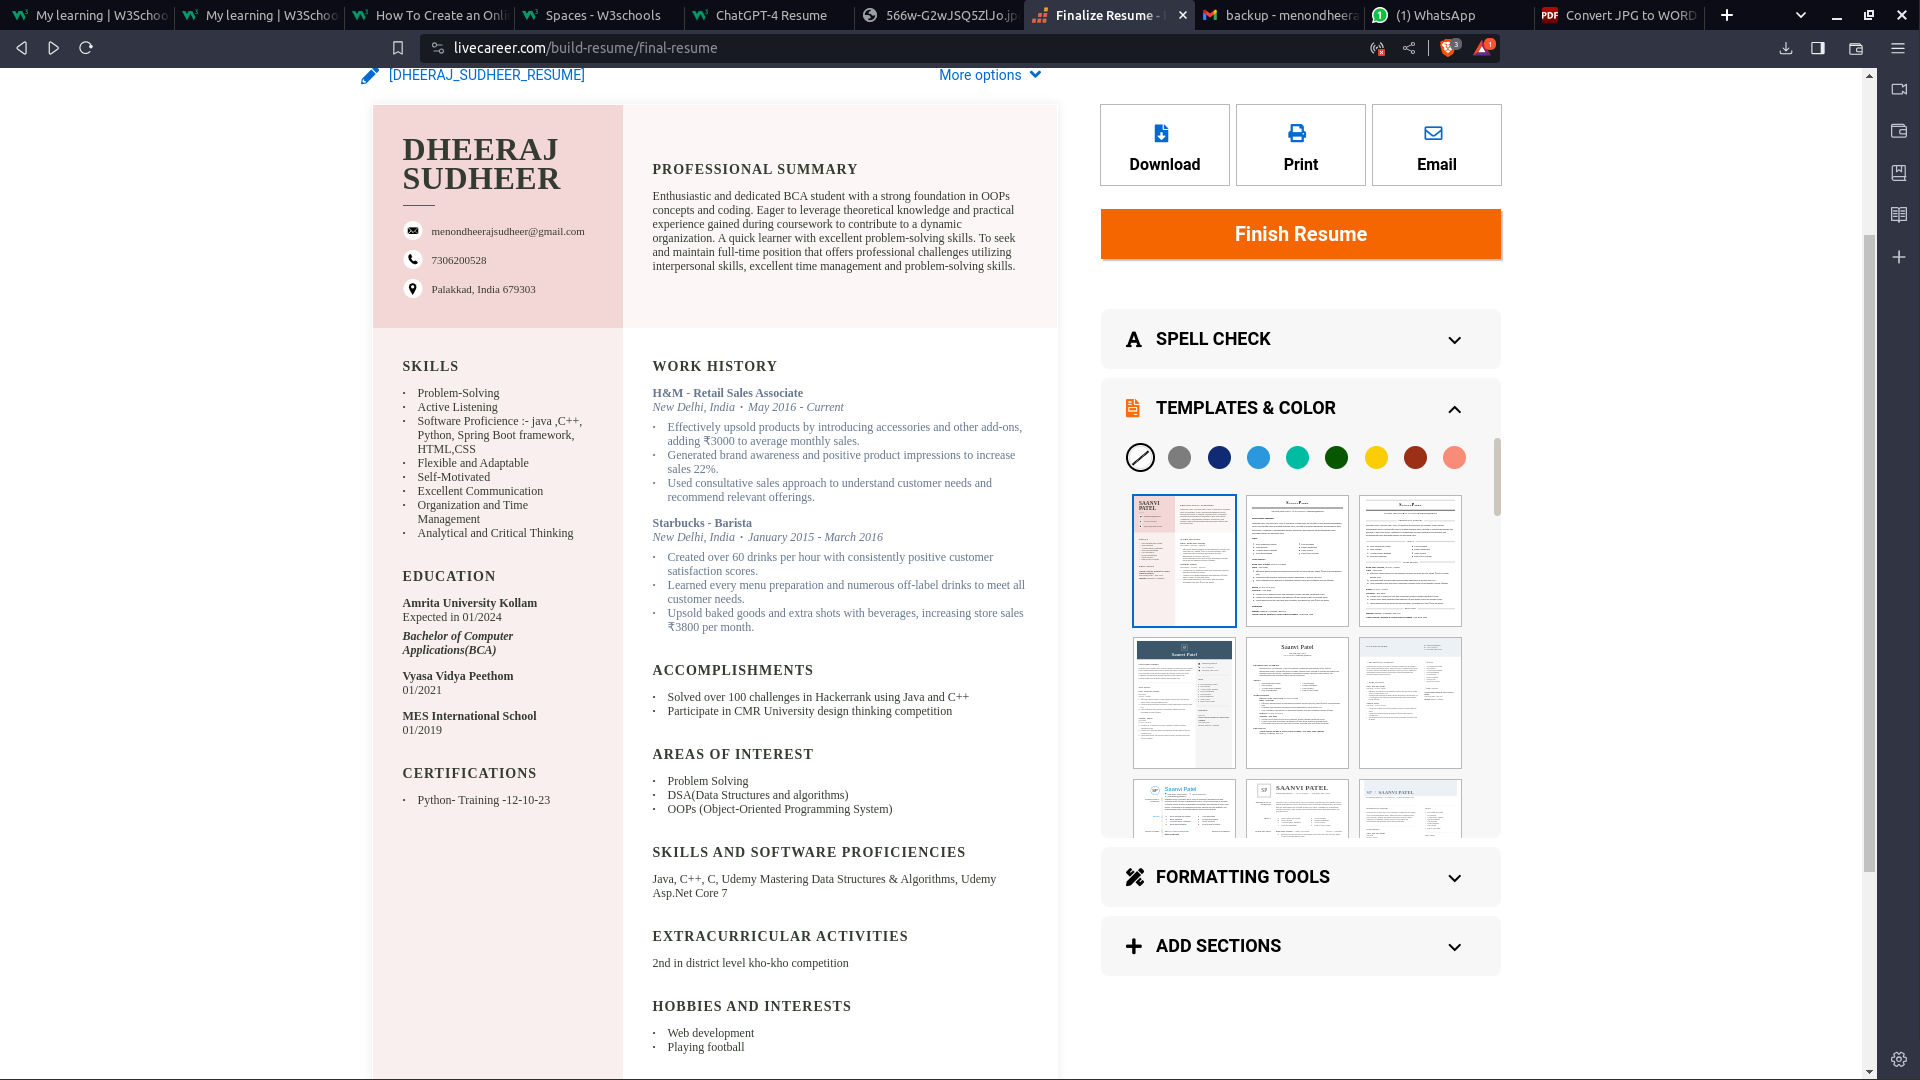 My learning | W3Schoo
My learning | W3Schoo
How To Create an Onli
Spaces - W3schools
ChatGPT-4 Resume
566w-G2wJSQ5ZlJo.jp
Finalize Resume -
backup - menondheera
(1) WhatsApp
PDF
Convert JPG to WORD
livecareer.com/build-resume/final-resume
3
1
[DHEERAJ_SUDHEER_RESUME]
More options
DHEERAJ
SUDHEER
menondheerajsudheer@gmail.com
7306200528
Palakkad, India 679303
PROFESSIONAL SUMMARY
Enthusiastic and dedicated BCA student with a strong foundation in OOPs
concepts and coding. Eager to leverage theoretical knowledge and practical
experience gained during coursework to contribute to a dynamic
organization. A quick learner with excellent problem-solving skills. To seek
and maintain full-time position that offers professional challenges utilizing
interpersonal skills, excellent time management and problem-solving skills.
SKILLS
• Problem-Solving
• Active Listening
• Software Proficience :- java ,C++,
Python, Spring Boot framework,
HTML,CSS
• Flexible and Adaptable
• Self-Motivated
• Excellent Communication
• Organization and Time
Management
• Analytical and Critical Thinking
EDUCATION
Amrita University Kollam
Expected in 01/2024
Bachelor of Computer
Applications(BCA)
Vyasa Vidya Peethom
01/2021
MES International School
01/2019
CERTIFICATIONS
• Python- Training -12-10-23
WORK HISTORY
H&M - Retail Sales Associate
New Delhi, India • May 2016 - Current
• Effectively upsold products by introducing accessories and other add-ons,
adding ₹3000 to average monthly sales.
• Generated brand awareness and positive product impressions to increase
sales 22%.
• Used consultative sales approach to understand customer needs and
recommend relevant offerings.
Starbucks - Barista
New Delhi, India • January 2015 - March 2016
• Created over 60 drinks per hour with consistently positive customer
satisfaction scores.
• Learned every menu preparation and numerous off-label drinks to meet all
customer needs.
• Upsold baked goods and extra shots with beverages, increasing store sales
₹3800 per month.
ACCOMPLISHMENTS
• Solved over 100 challenges in Hackerrank using Java and C++
• Participate in CMR University design thinking competition
AREAS OF INTEREST
• Problem Solving
• DSA(Data Structures and algorithms)
• OOPs (Object-Oriented Programming System)
SKILLS AND SOFTWARE PROFICIENCIES
Java, C++, C, Udemy Mastering Data Structures & Algorithms, Udemy
Asp.Net Core 7
EXTRACURRICULAR ACTIVITIES
2nd in district level kho-kho competition
HOBBIES AND INTERESTS
• Web development
• Playing football
Download
Print
Email
Finish Resume
SPELL CHECK
TEMPLATES & COLOR
SAANVI
PATEL
Saanvi Patel
Saanvi Patel
Saanvi Patel
SP
SAANVI PATEL
SP
SAANVI PATEL
FORMATTING TOOLS
ADD SECTIONS